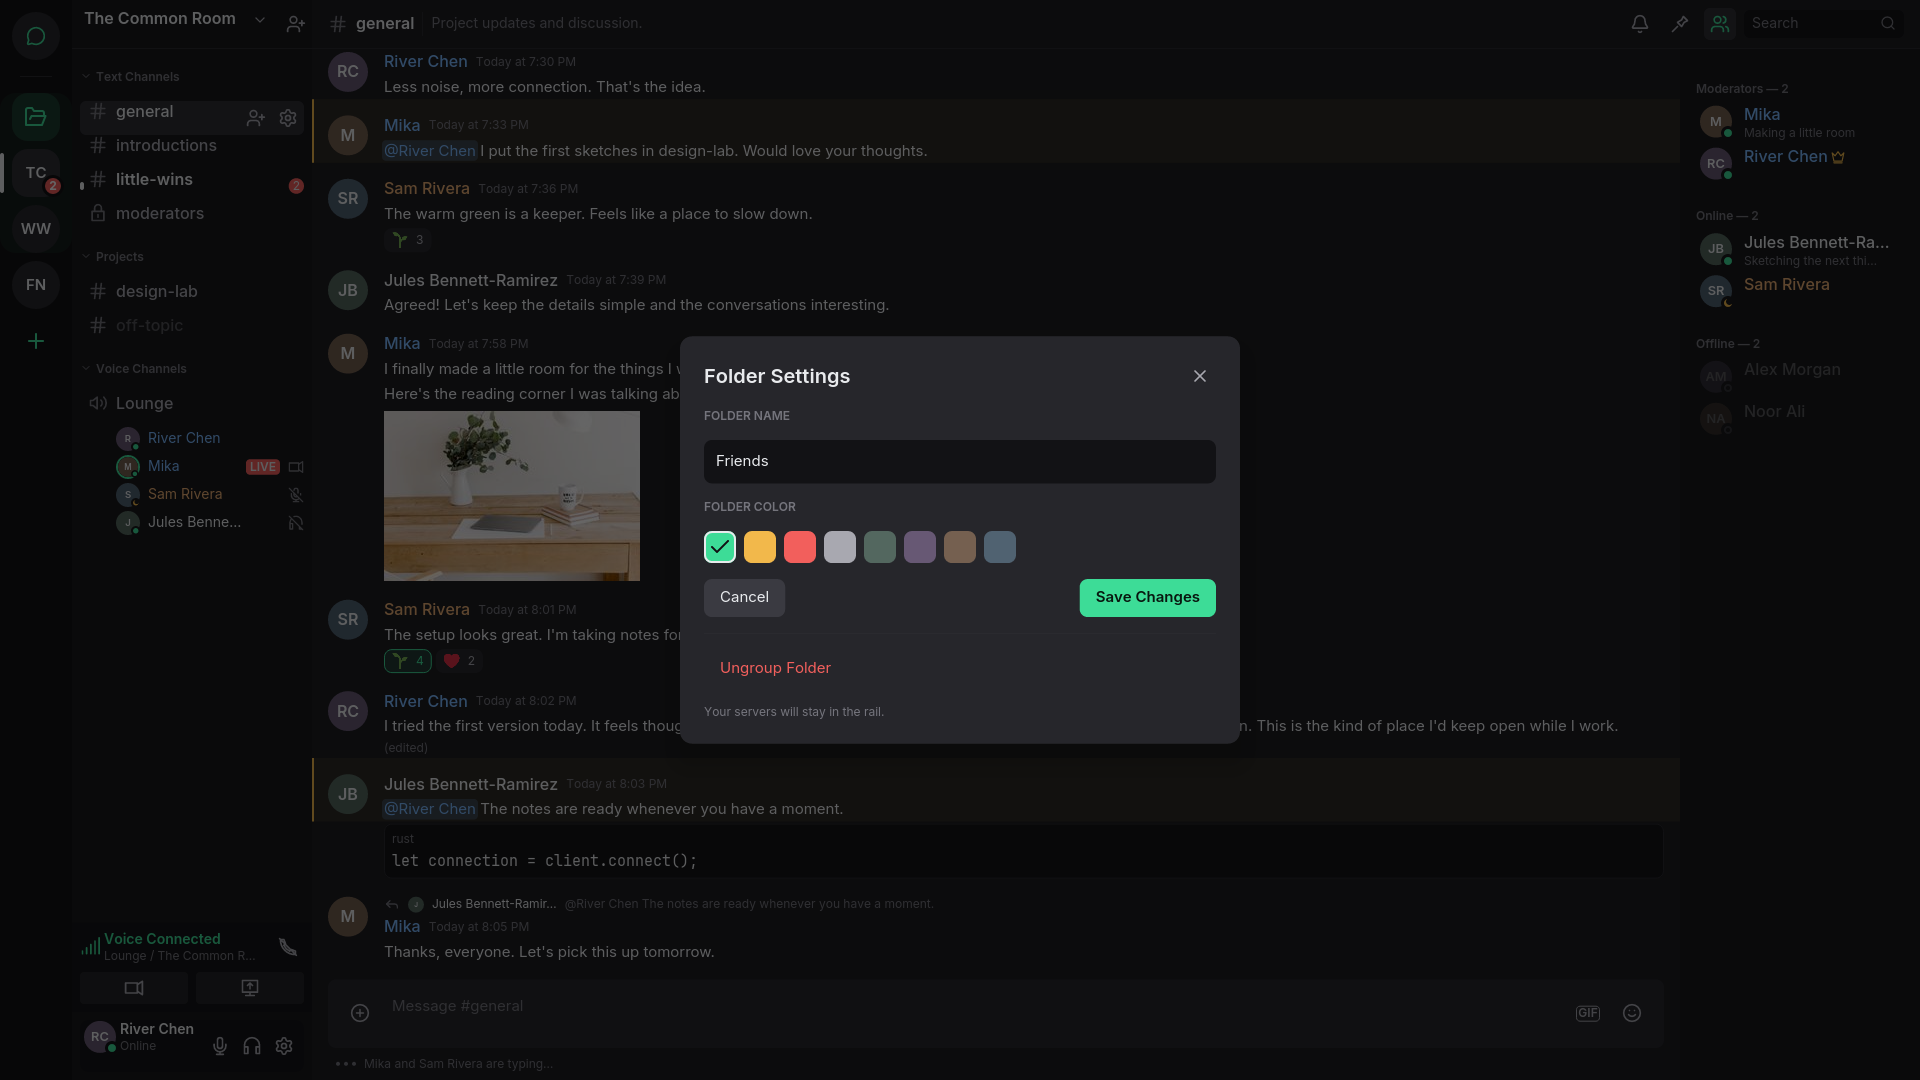 The Common Room
# general
Project updates and discussion.
Search
TC
2
WW
FN
Text Channels
general
introductions
little-wins
2
moderators
Projects
design-lab
off-topic
Voice Channels
Lounge
R
River Chen
M
Mika
LIVE
S
Sam Rivera
J
Jules Benne...
Voice Connected
Lounge / The Common R...
RC
River Chen
Online
RC
River Chen Today at 7:30 PM
Less noise, more connection. That's the idea.
M
Mika Today at 7:33 PM
@River Chen I put the first sketches in design-lab. Would love your thoughts.
SR
Sam Rivera Today at 7:36 PM
The warm green is a keeper. Feels like a place to slow down.
3
JB
Jules Bennett-Ramirez Today at 7:39 PM
Agreed! Let's keep the details simple and the conversations interesting.
M
Mika Today at 7:58 PM
I finally made a little room for the things I
Here's the reading corner I was talking ab
SR
Sam Rivera Today at 8:01 PM
The setup looks great. I'm taking notes for
4
2
RC
River Chen Today at 8:02 PM
I tried the first version today. It feels thoug
n. This is the kind of place I'd keep open while I work.
(edited)
JB
Jules Bennett-Ramirez Today at 8:03 PM
@River Chen The notes are ready whenever you have a moment.
rust
let connection = client.connect();
J
Jules Bennett-Ramir... @River Chen The notes are ready whenever you have a moment.
M
Mika Today at 8:05 PM
Thanks, everyone. Let's pick this up tomorrow.
Message #general
GIF
Mika and Sam Rivera are typing...
Folder Settings
FOLDER NAME
Friends
FOLDER COLOR
Cancel
Save Changes
Ungroup Folder
Your servers will stay in the rail.
Moderators — 2
M
Mika
Making a little room
RC
River Chen
Online — 2
JB
Jules Bennett-Ra...
Sketching the next thi...
SR
Sam Rivera
Offline — 2
AM
Alex Morgan
NA
Noor Ali